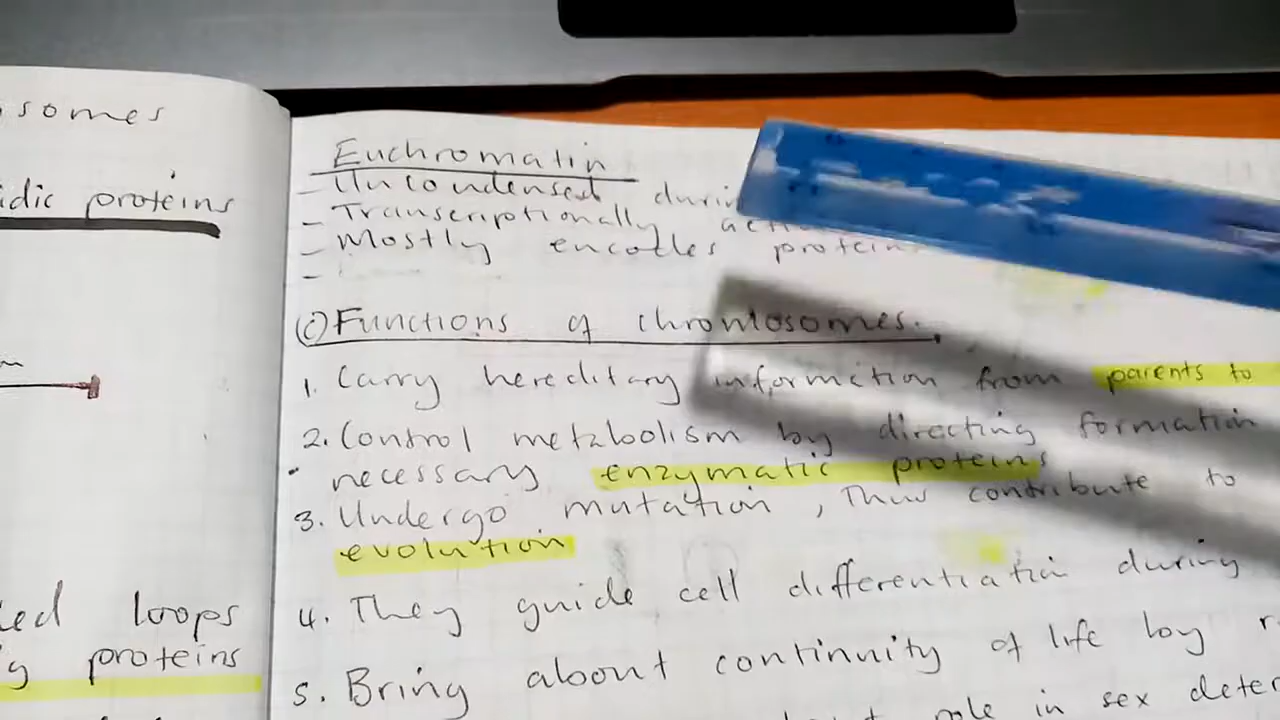 somes
idic proteins
ied loops
g proteins
Euchromatin
- Uncondensed
- Transcriptionally
- Mostly encodes protein
-
(c) Functions of chromosomes.
1. Carry hereditary information from parents to
2. Control metabolism by directing formation
necessary enzymatic proteins
3. Undergo mutation, Thus contribute to
evolution
4. They guide cell differentiation during
5. Bring about continuity of life by
role in sex deter